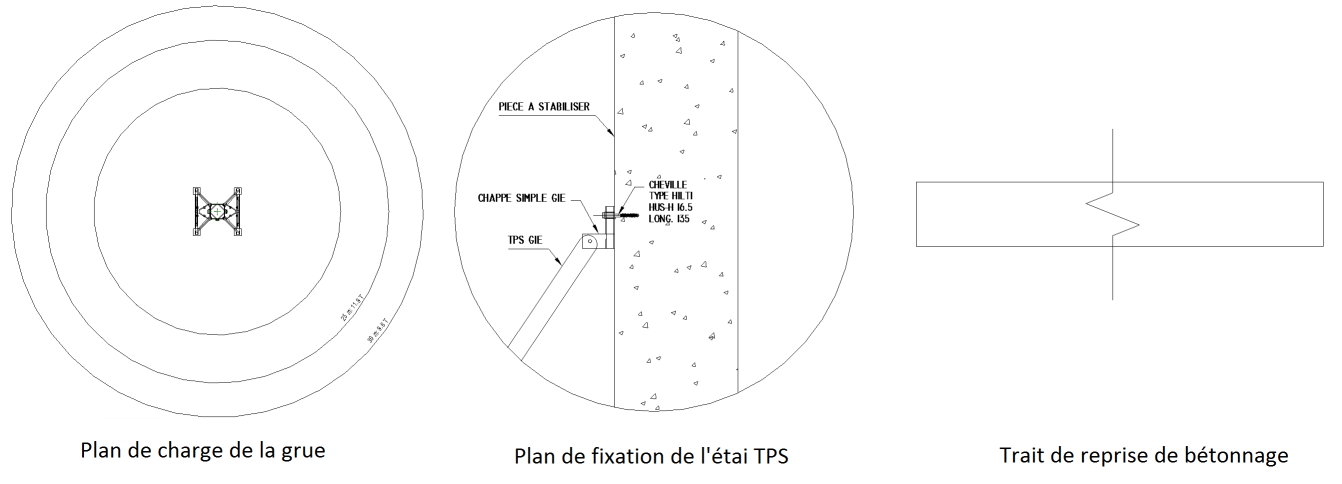 25 m 11.9 T
30 m 9.6 T
Plan de charge de la grue
PIECE A STABILISER
CHEVILLE
TYPE HILTI
HUS-H 16.5
LONG. 135
CHAPPE SIMPLE GIE
TPS GIE
Plan de fixation de l'étai TPS
Trait de reprise de bétonnage